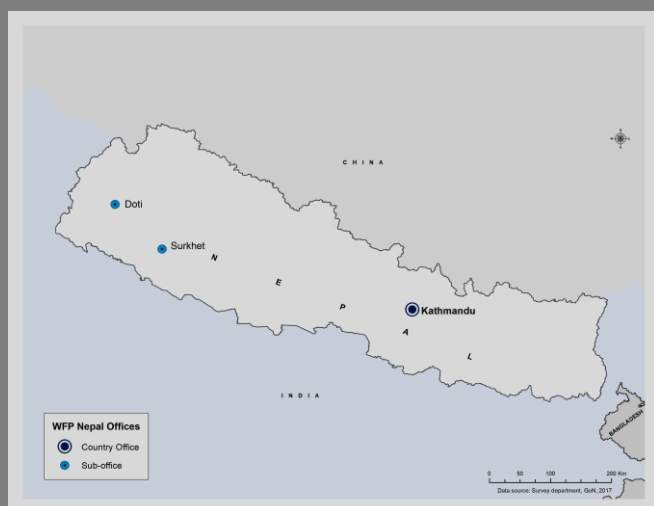 CHINA
Doti
Surkhet
NEPAL
Kathmandu
INDIA
BANGLADESH
WFP Nepal Offices
Country Office
Sub-office
0 50 100 200 Km
Data source: Survey department, GoN, 2017